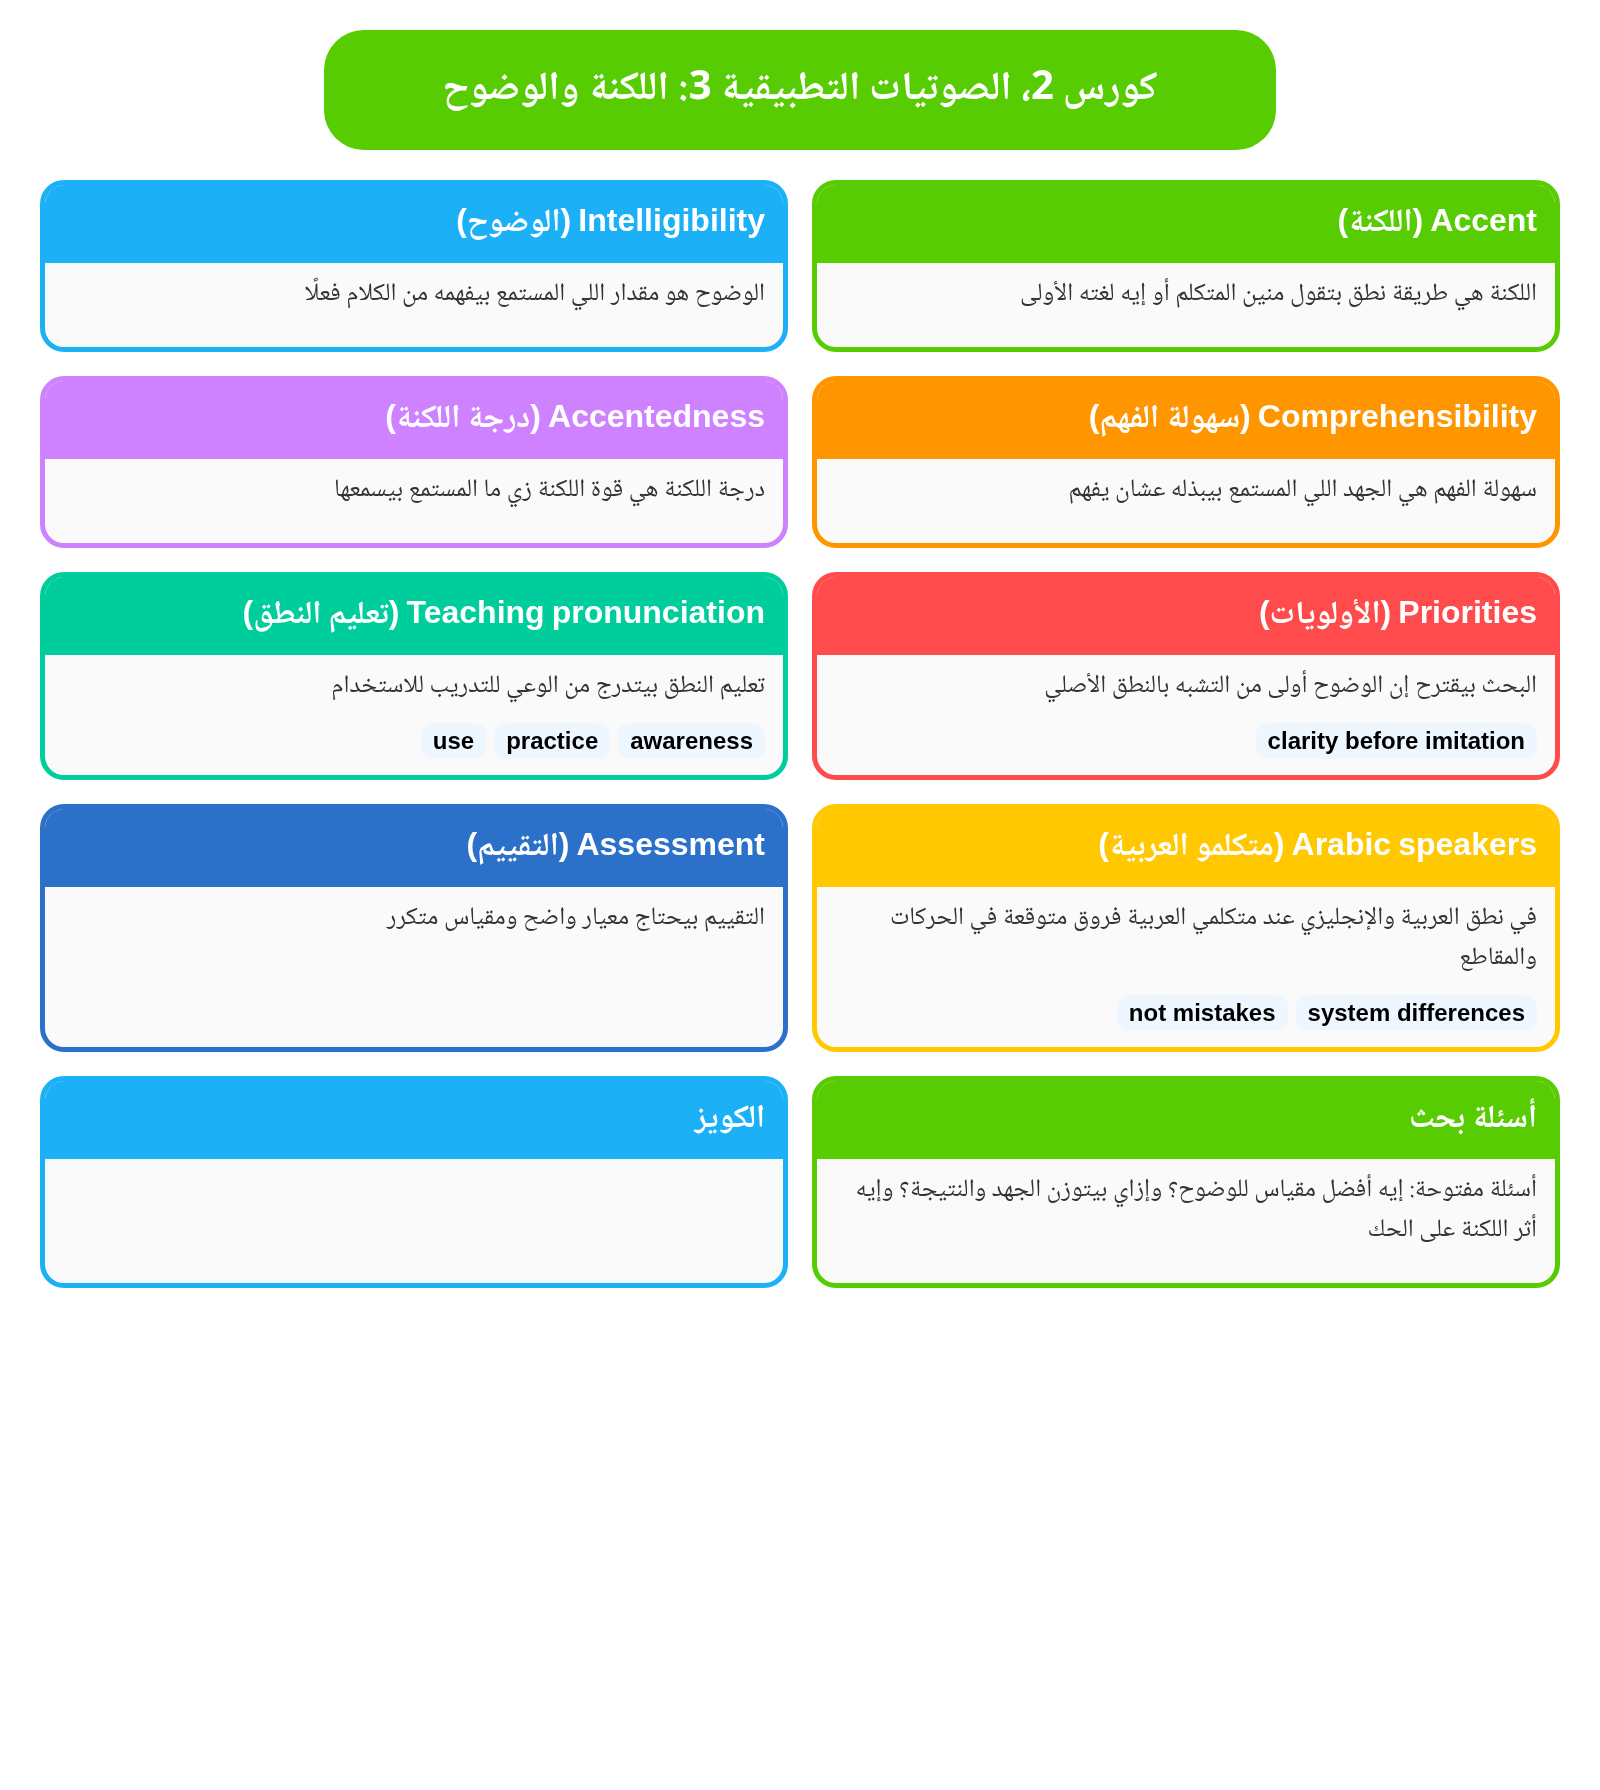 كورس 2، الصوتيات التطبيقية 3: اللكنة والوضوح
Accent (اللكنة)
اللكنة هي طريقة نطق بتقول منين المتكلم أو إيه لغته الأولى
Intelligibility (الوضوح)
الوضوح هو مقدار اللي المستمع بيفهمه من الكلام فعلًا
Comprehensibility (سهولة الفهم)
سهولة الفهم هي الجهد اللي المستمع بيبذله عشان يفهم
Accentedness (درجة اللكنة)
درجة اللكنة هي قوة اللكنة زي ما المستمع بيسمعها
Priorities (الأولويات)
البحث بيقترح إن الوضوح أولى من التشبه بالنطق الأصلي
clarity before imitation
Teaching pronunciation (تعليم النطق)
تعليم النطق بيتدرج من الوعي للتدريب للاستخدام
awareness practice use
Arabic speakers (متكلمو العربية)
في نطق العربية والإنجليزي عند متكلمي العربية فروق متوقعة في الحركات
والمقاطع
system differences not mistakes
Assessment (التقييم)
التقييم بيحتاج معيار واضح ومقياس متكرر
أسئلة بحث
أسئلة مفتوحة: إيه أفضل مقياس للوضوح؟ وإزاي بيتوزن الجهد والنتيجة؟ وإيه
أثر اللكنة على الحك
الكويز